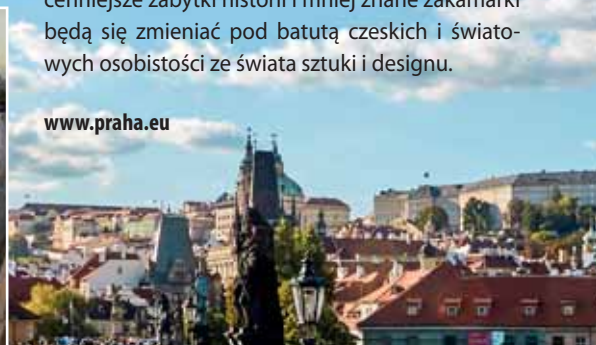 cenniejsze zabytki historii i mniej znane zakamarki
będą się zmieniać pod batutą czeskich i świato-
wych osobistości ze świata sztuki i designu.
www.praha.eu